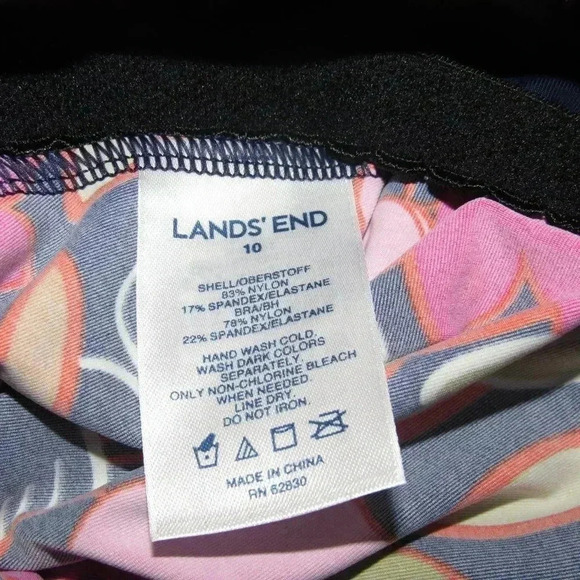 LANDS' END
10
SHELL/OBERSTOFF
83% NYLON
17% SPANDEX/ELASTANE
BRA/BH
78% NYLON
22% SPANDEX/ELASTANE
HAND WASH COLD.
WASH DARK COLORS
SEPARATELY.
ONLY NON-CHLORINE BLEACH
WHEN NEEDED.
LINE DRY.
DO NOT IRON.
MADE IN CHINA
RN 62830